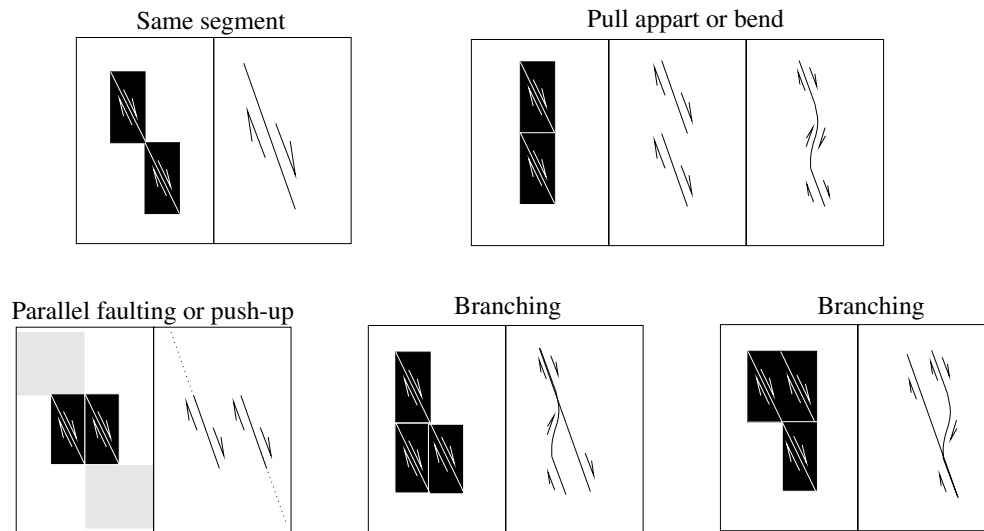 Same segment
Pull appart or bend
Parallel faulting or push-up
Branching
Branching